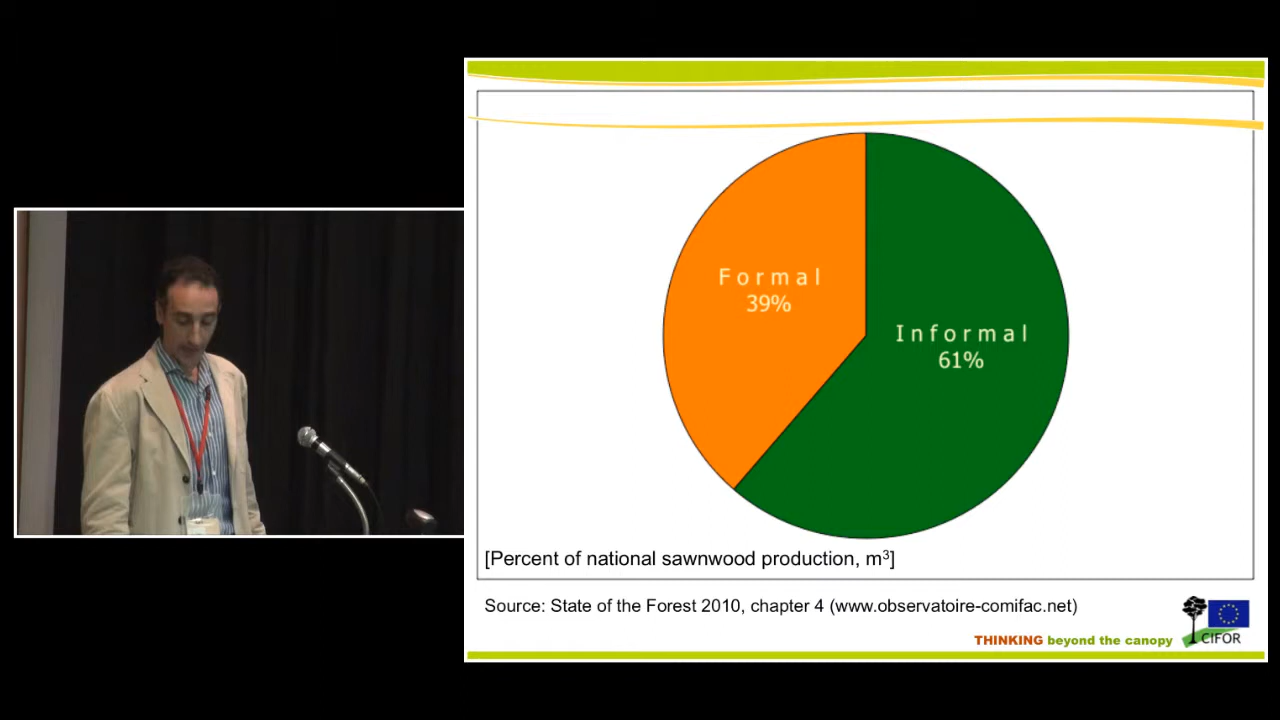 Formal
39%
Informal
61%
[Percent of national sawnwood production, m³]
Source: State of the Forest 2010, chapter 4 (www.observatoire-comifac.net)
THINKING beyond the canopy
CIFOR